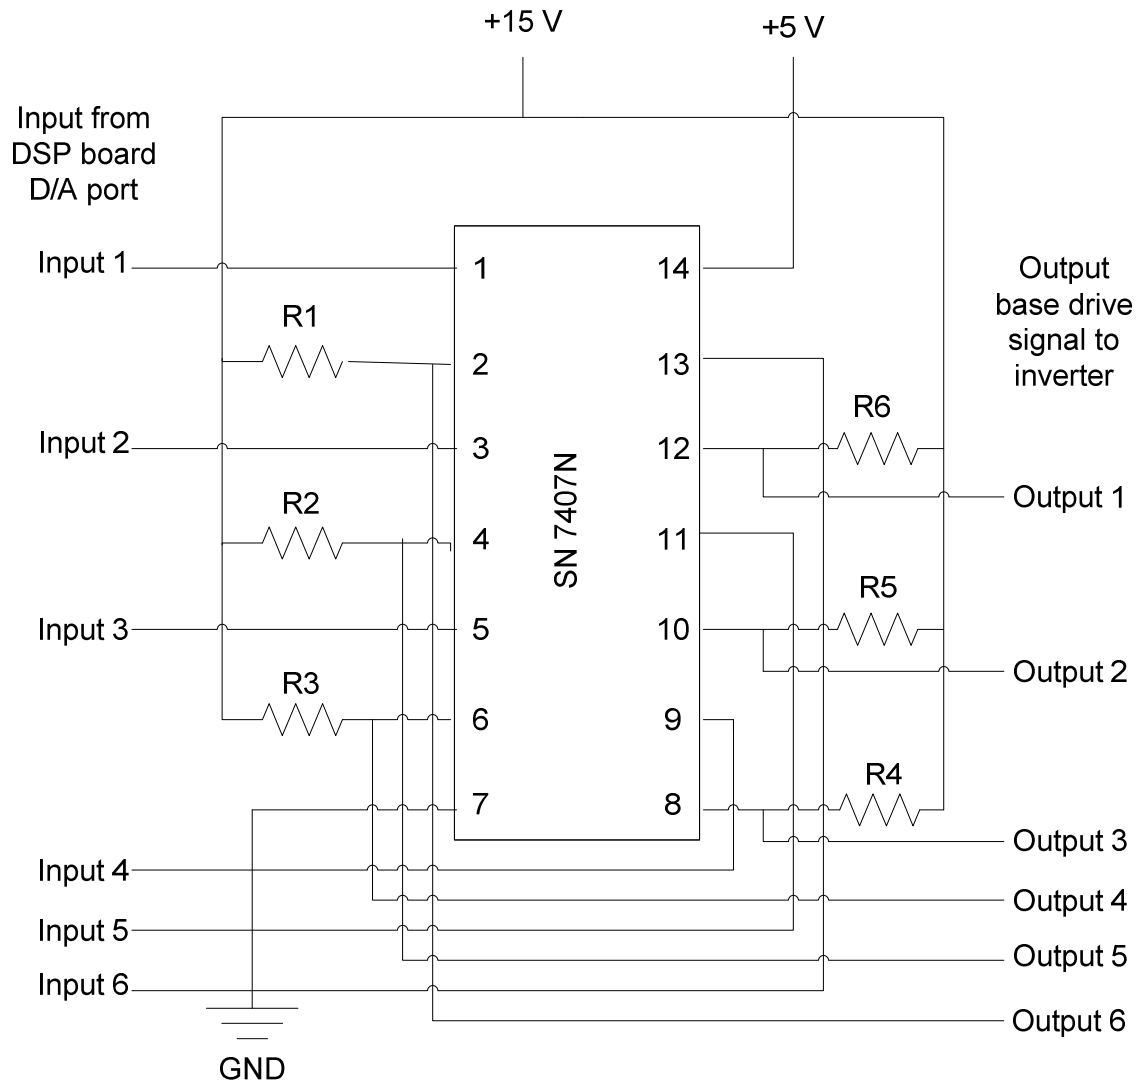 +15 V
+5 V
Input from
DSP board
D/A port
Input 1
1
14
Output
base drive
signal to
inverter
R1
2
13
R6
Input 2
3
12
Output 1
R2
SN 7407N
4
11
R5
Input 3
5
10
Output 2
R3
6
9
R4
7
8
Output 3
Input 4
Output 4
Input 5
Output 5
Input 6
Output 6
GND